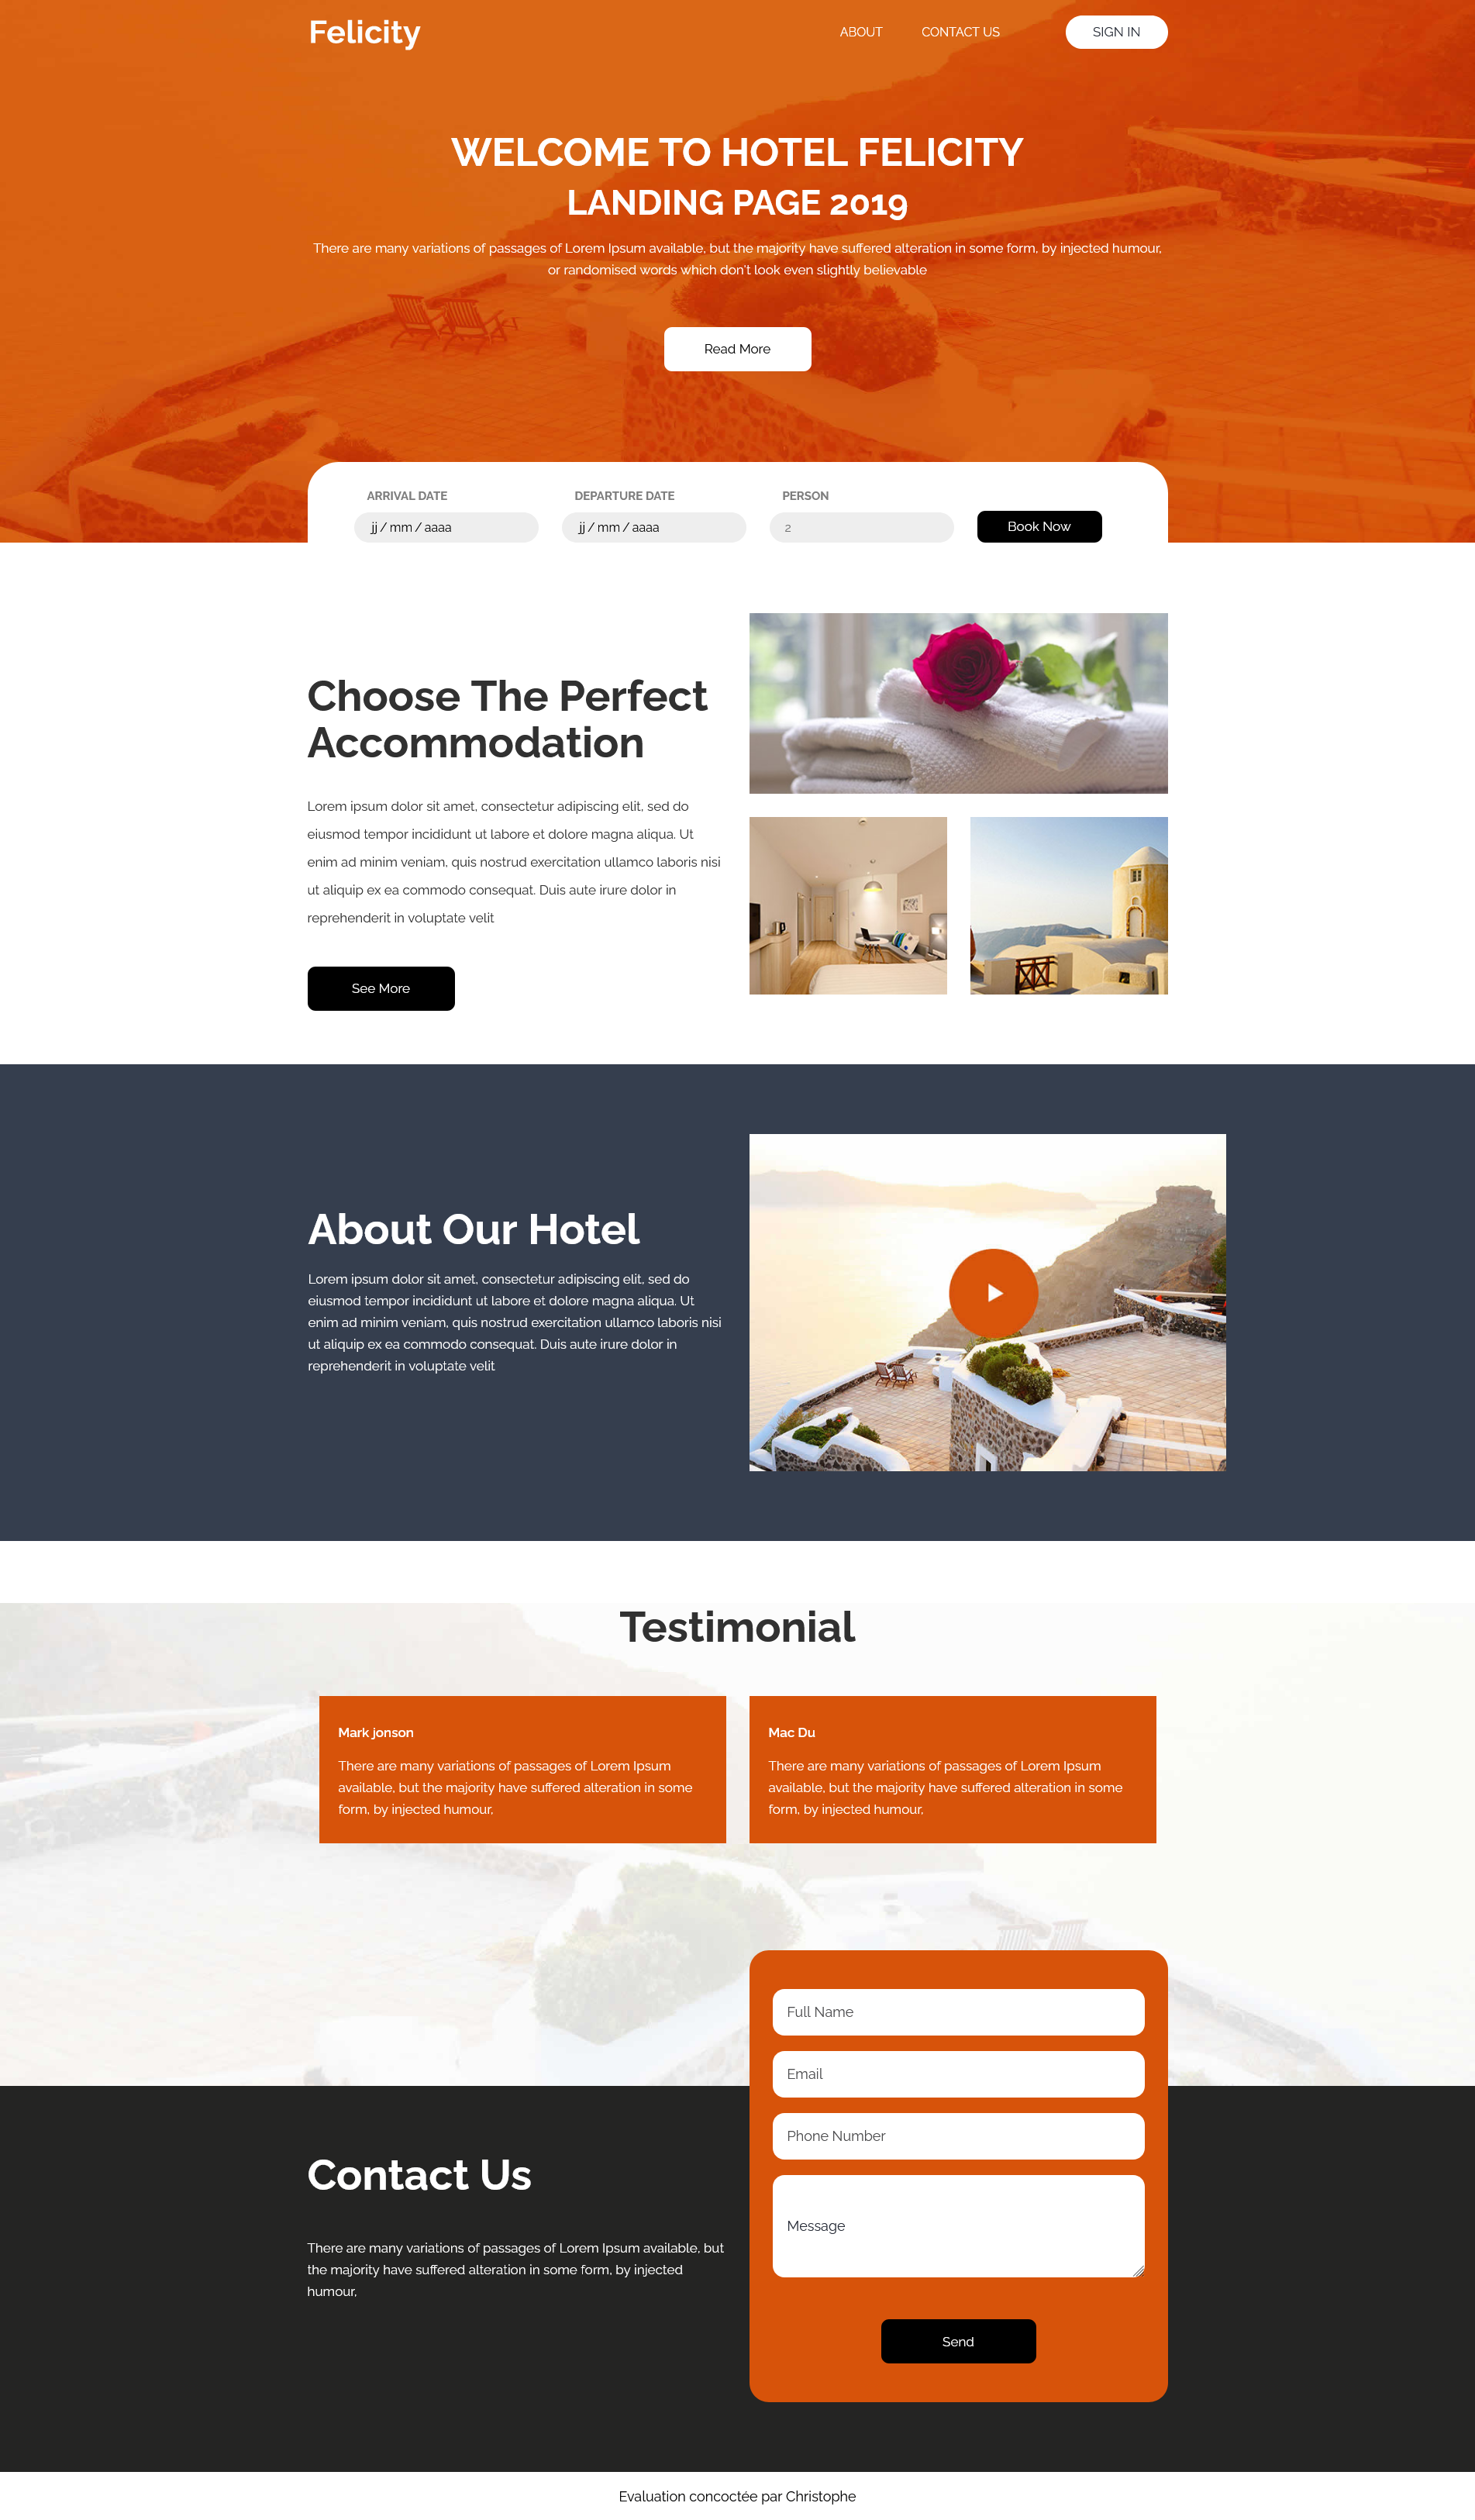 Felicity
ABOUT
CONTACT US
SIGN IN
WELCOME TO HOTEL FELICITY
LANDING PAGE 2019
There are many variations of passages of Lorem Ipsum available, but the majority have suffered alteration in some form, by injected humour,
or randomised words which don't look even slightly believable
Read More
ARRIVAL DATE
DEPARTURE DATE
PERSON
jj / mm / aaaa
jj / mm / aaaa
2
Book Now
Choose The Perfect
Accommodation
Lorem ipsum dolor sit amet, consectetur adipiscing elit, sed do
eiusmod tempor incididunt ut labore et dolore magna aliqua. Ut
enim ad minim veniam, quis nostrud exercitation ullamco laboris nisi
ut aliquip ex ea commodo consequat. Duis aute irure dolor in
reprehenderit in voluptate velit
See More
About Our Hotel
Lorem ipsum dolor sit amet, consectetur adipiscing elit, sed do
eiusmod tempor incididunt ut labore et dolore magna aliqua. Ut
enim ad minim veniam, quis nostrud exercitation ullamco laboris nisi
ut aliquip ex ea commodo consequat. Duis aute irure dolor in
reprehenderit in voluptate velit
Testimonial
Mark jonson
There are many variations of passages of Lorem Ipsum
available, but the majority have suffered alteration in some
form, by injected humour,
Mac Du
There are many variations of passages of Lorem Ipsum
available, but the majority have suffered alteration in some
form, by injected humour,
Contact Us
There are many variations of passages of Lorem Ipsum available, but
the majority have suffered alteration in some form, by injected
humour,
Full Name
Email
Phone Number
Message
Send
Evaluation concoctée par Christophe